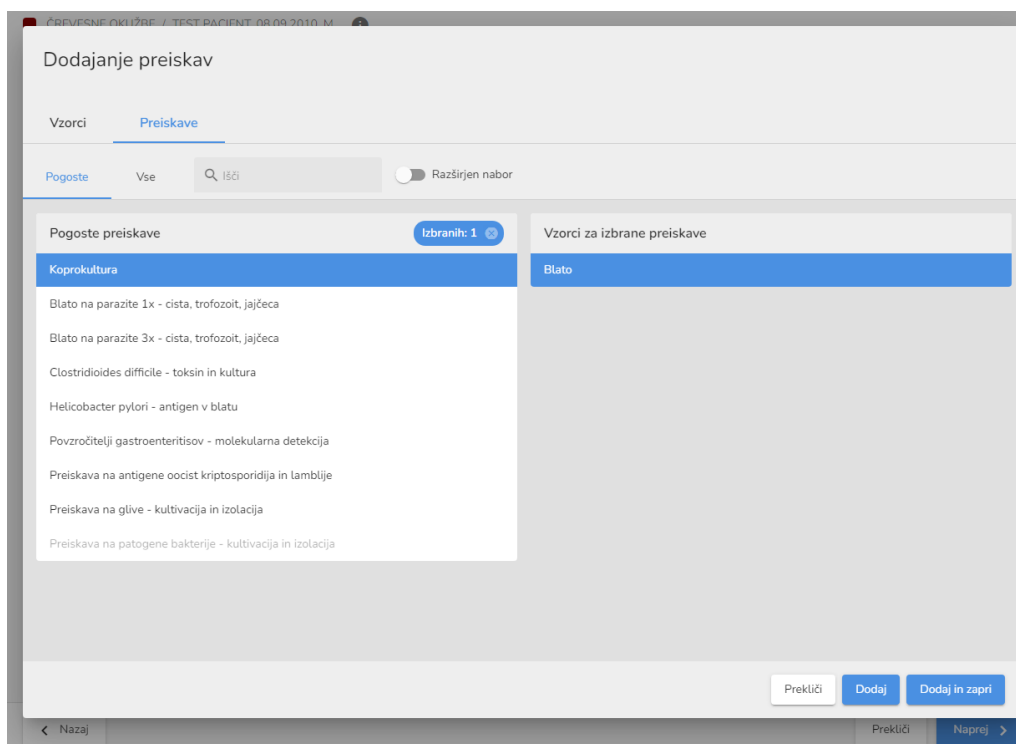 ČREVESNE OKUŽBE / TEST PACIENT, 08.09.2010, M
Dodajanje preiskav
Vzorci Preiskave
Pogoste Vse Išči Razširjen nabor
Pogoste preiskave Izbranih: 1 Vzorci za izbrane preiskave
Koprokultura Blato
Blato na parazite 1x - cista, trofozoit, jajčeca
Blato na parazite 3x - cista, trofozoit, jajčeca
Clostridioides difficile - toksin in kultura
Helicobacter pylori - antigen v blatu
Povzročitelji gastroenteritisov - molekularna detekcija
Preiskava na antigene oocist kriptosporidija in lamblije
Preiskava na glive - kultivacija in izolacija
Preiskava na patogene bakterije - kultivacija in izolacija
Prekliči Dodaj Dodaj in zapri
Nazaj Prekliči Naprej